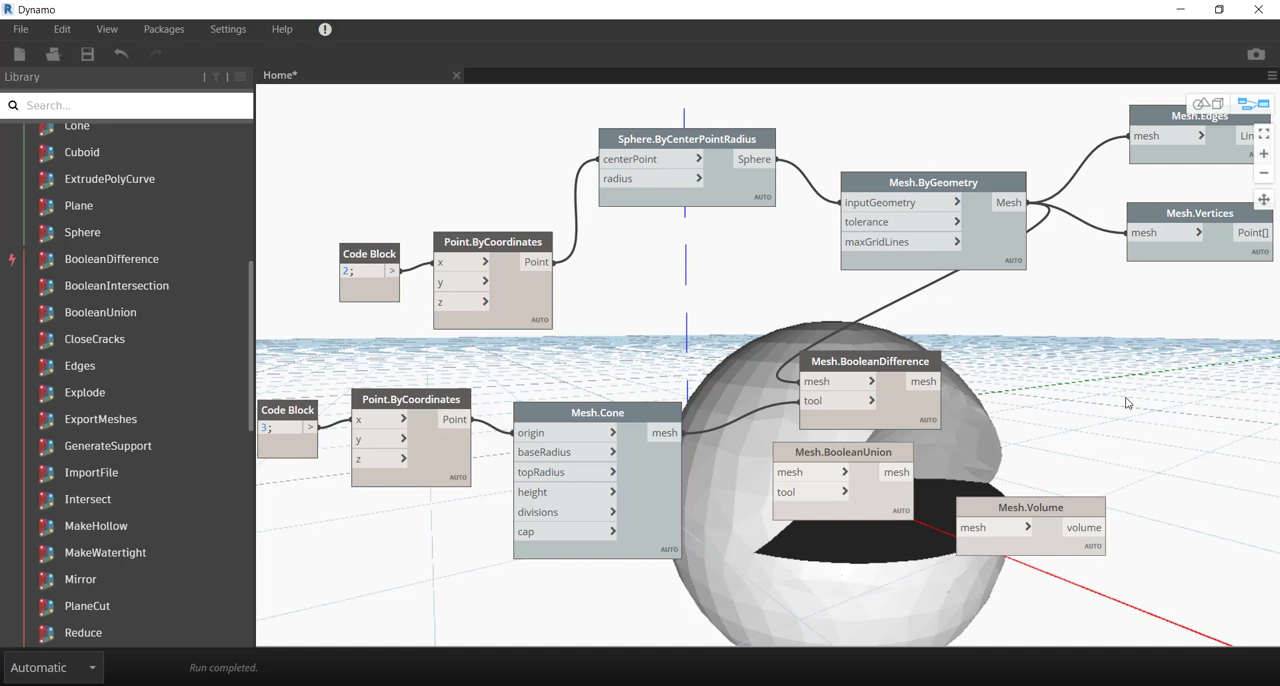 Dynamo
File Edit View Packages Settings Help
Library
Home*
Search...
Cone
Cuboid
ExtrudePolyCurve
Plane
Sphere
BooleanDifference
BooleanIntersection
BooleanUnion
CloseCracks
Edges
Explode
ExportMeshes
GenerateSupport
ImportFile
Intersect
MakeHollow
MakeWatertight
Mirror
PlaneCut
Reduce
Code Block
2;
>
Point.ByCoordinates
x > Point
y >
z >
AUTO
Sphere.ByCenterPointRadius
centerPoint > Sphere
radius >
AUTO
Mesh.ByGeometry
inputGeometry > Mesh
tolerance >
maxGridLines >
AUTO
Mesh.Edges
mesh > Lin
Mesh.Vertices
mesh > Point[]
AUTO
Code Block
3;
>
Point.ByCoordinates
x > Point
y >
z >
AUTO
Mesh.Cone
origin > mesh
baseRadius >
topRadius >
height >
divisions >
cap >
AUTO
Mesh.BooleanDifference
mesh > mesh
tool >
AUTO
Mesh.BooleanUnion
mesh > mesh
tool >
AUTO
Mesh.Volume
mesh > volume
AUTO
Automatic
Run completed.